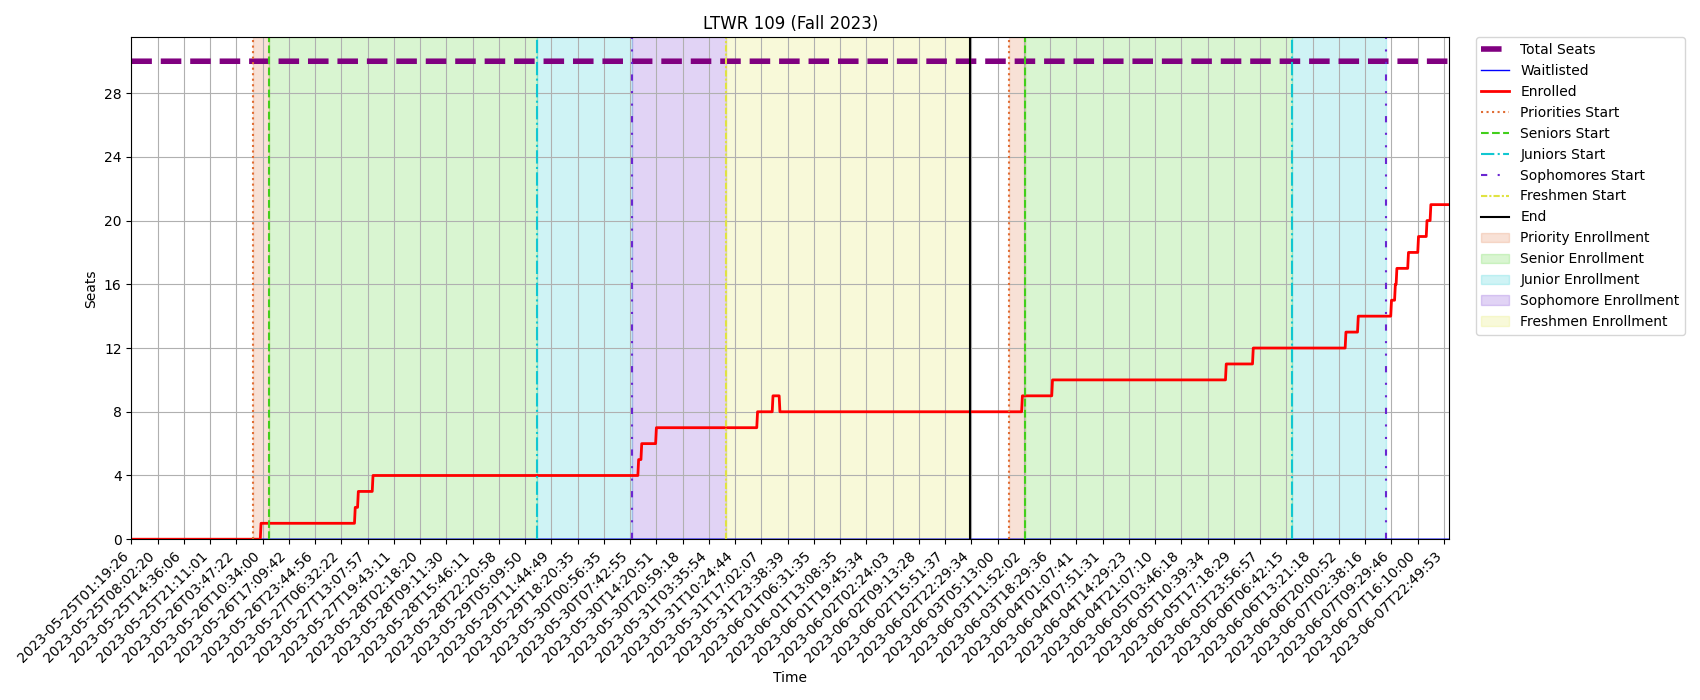 LTWR 109 (Fall 2023)
Seats
28
24
20
16
12
8
4
0
2023-05-25T01:19:26
2023-05-25T08:02:20
2023-05-25T14:36:06
2023-05-25T21:11:01
2023-05-26T03:47:22
2023-05-26T10:34:00
2023-05-26T17:09:42
2023-05-26T23:44:56
2023-05-27T06:32:22
2023-05-27T13:07:57
2023-05-27T19:43:11
2023-05-28T02:18:20
2023-05-28T09:11:30
2023-05-28T15:46:11
2023-05-28T22:20:58
2023-05-29T05:09:50
2023-05-29T11:44:49
2023-05-29T18:20:35
2023-05-30T00:56:35
2023-05-30T07:42:55
2023-05-30T14:20:51
2023-05-30T20:59:18
2023-05-31T03:35:54
2023-05-31T10:24:44
2023-05-31T17:02:07
2023-05-31T23:38:39
2023-06-01T06:31:35
2023-06-01T13:08:35
2023-06-01T19:45:34
2023-06-02T02:24:03
2023-06-02T09:13:28
2023-06-02T15:51:37
2023-06-02T22:29:34
2023-06-03T05:13:00
2023-06-03T11:52:02
2023-06-03T18:29:36
2023-06-04T01:07:41
2023-06-04T07:51:31
2023-06-04T14:29:23
2023-06-04T21:07:10
2023-06-05T03:46:18
2023-06-05T10:39:34
2023-06-05T17:18:29
2023-06-05T23:56:57
2023-06-06T06:42:15
2023-06-06T13:21:18
2023-06-06T20:00:52
2023-06-07T02:38:16
2023-06-07T09:29:46
2023-06-07T16:10:00
2023-06-07T22:49:53
Time
Total Seats
Waitlisted
Enrolled
Priorities Start
Seniors Start
Juniors Start
Sophomores Start
Freshmen Start
End
Priority Enrollment
Senior Enrollment
Junior Enrollment
Sophomore Enrollment
Freshmen Enrollment